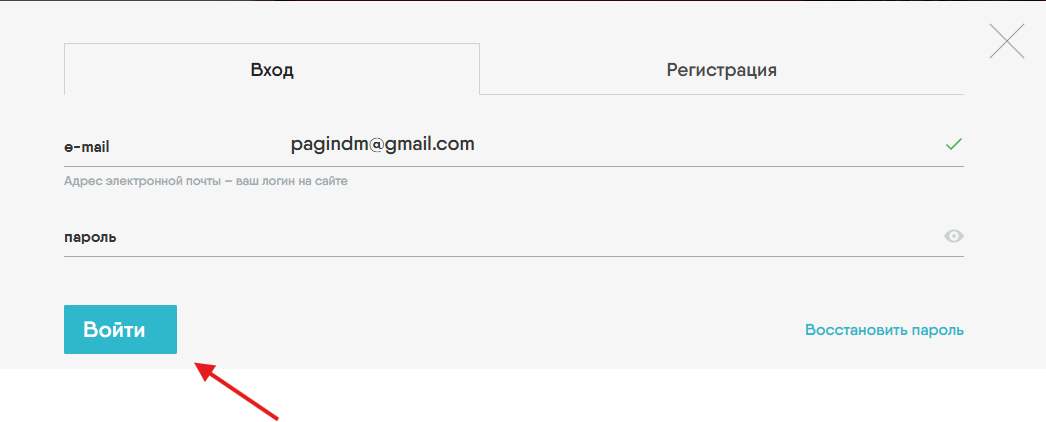 Вход
Регистрация
e-mail pagindm@gmail.com
Адрес электронной почты – ваш логин на сайте
пароль
Войти
Восстановить пароль